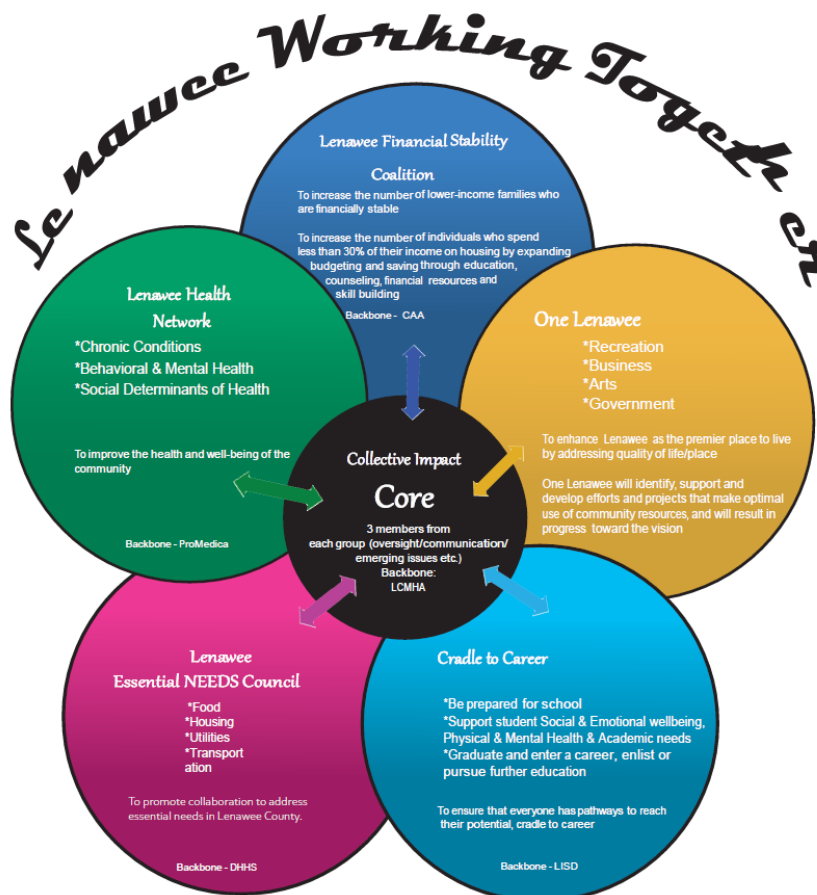 Lenawee Working Together
Lenawee Financial Stability
Coalition
To increase the number of lower-income families who
are financially stable
To increase the number of individuals who spend
less than 30% of their income on housing by expanding
budgeting and saving through education,
counseling, financial resources and
skill building
Backbone - CAA
Lenawee Health
Network
*Chronic Conditions
*Behavioral & Mental Health
*Social Determinants of Health
To improve the health and well-being of the
community
Backbone - ProMedica
One Lenawee
*Recreation
*Business
*Arts
*Government
To enhance Lenawee as the premier place to live
by addressing quality of life/place
One Lenawee will identify, support and
develop efforts and projects that make optimal
use of community resources, and will result in
progress toward the vision
Collective Impact
Core
3 members from
each group (oversight/communication/
emerging issues etc.)
Backbone:
LCMHA
Lenawee
Essential NEEDS Council
*Food
*Housing
*Utilities
*Transport
ation
To promote collaboration to address
essential needs in Lenawee County.
Backbone - DHHS
Cradle to Career
*Be prepared for school
*Support student Social & Emotional wellbeing,
Physical & Mental Health & Academic needs
*Graduate and enter a career, enlist or
pursue further education
To ensure that everyone has pathways to reach
their potential, cradle to career
Backbone - LISD